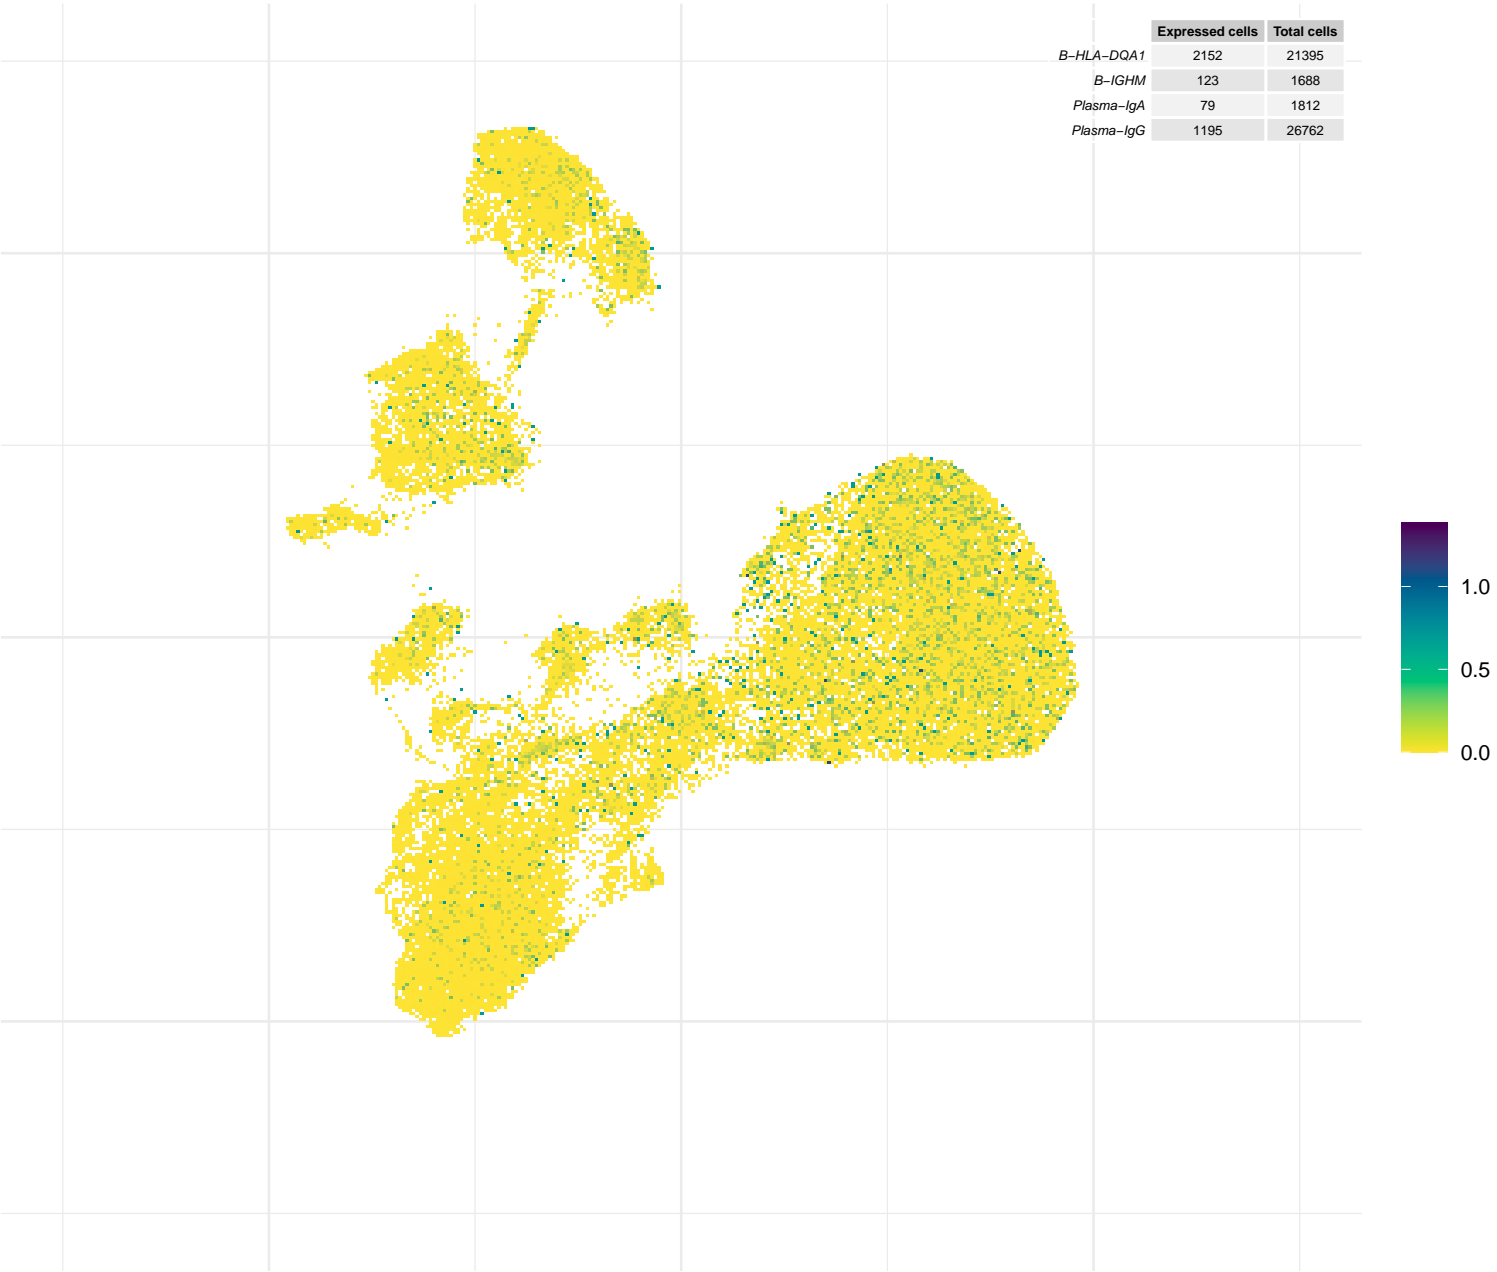 Expressed cells Total cells
B−HLA−DQA1 2152 21395
B−IGHM 123 1688
Plasma−IgA 79 1812
Plasma−IgG 1195 26762
1.0
0.5
0.0